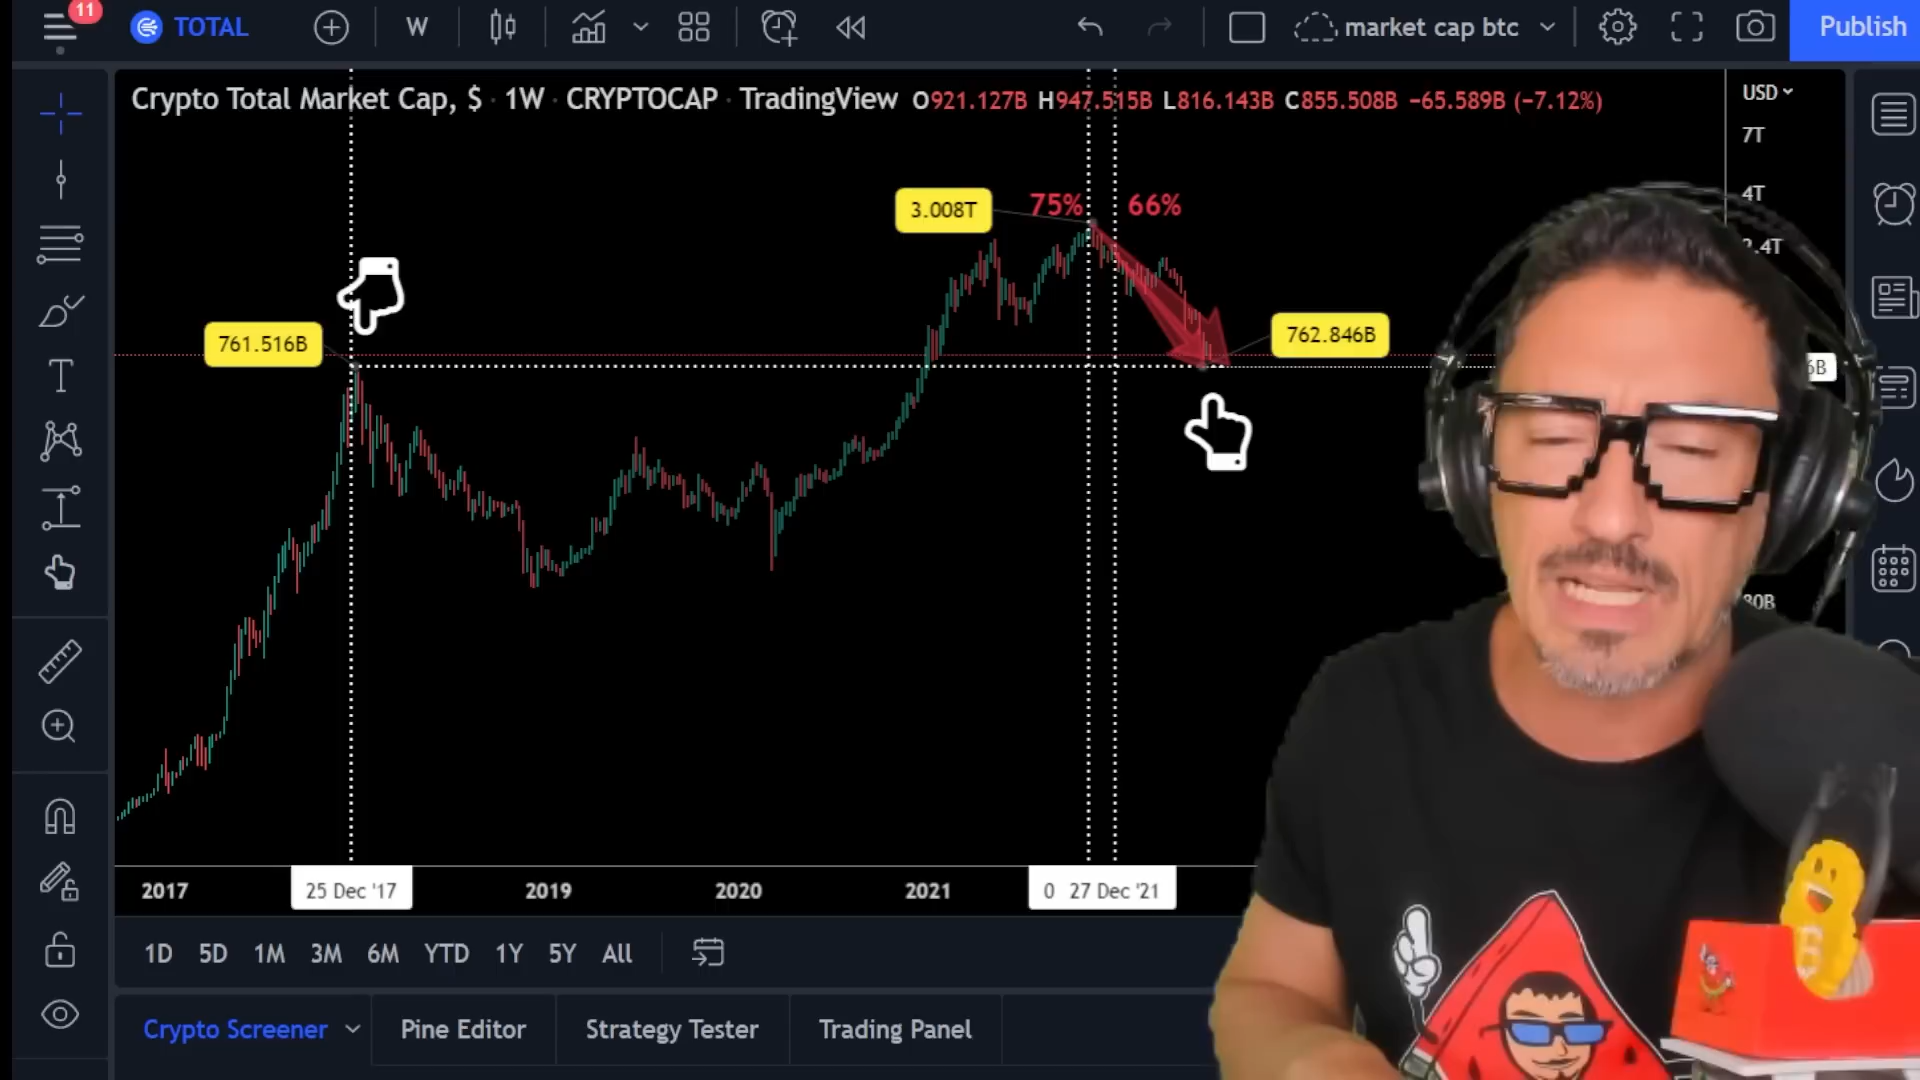 11
TOTAL
W
market cap btc
Publish
Crypto Total Market Cap, $ · 1W · CRYPTOCAP · TradingView O921.127B H947.515B L816.143B C855.508B −65.589B (−7.12%)
USD
7T
4T
3.008T
75%
66%
761.516B
762.846B
2017
25 Dec '17
2019
2020
2021
0
27 Dec '21
1D 5D 1M 3M 6M YTD 1Y 5Y All
Crypto Screener
Pine Editor
Strategy Tester
Trading Panel